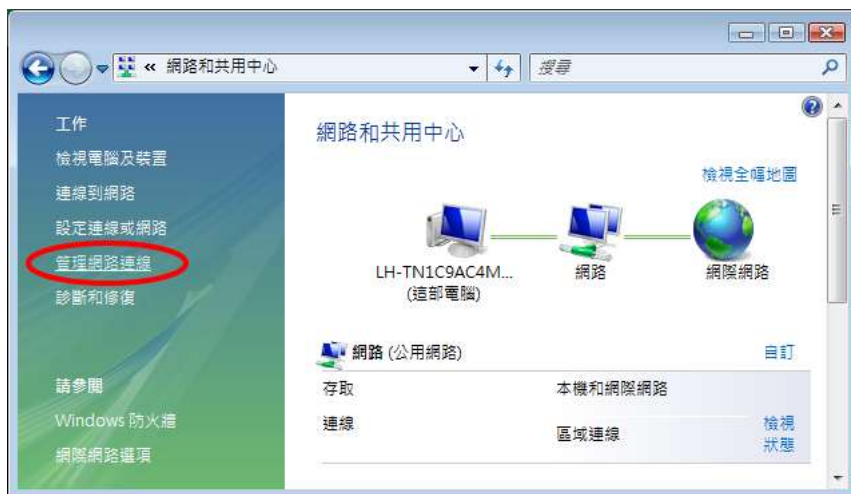 « 網路和共用中心
搜尋
工作
檢視電腦及裝置
連線到網路
設定連線或網路
管理網路連線
診斷和修復
請參閱
Windows 防火牆
網際網路選項
網路和共用中心
檢視全幅地圖
LH-TN1C9AC4M...
(這部電腦)
網路
網際網路
網路 (公用網路)
自訂
存取
本機和網際網路
連線
區域連線
檢視
狀態